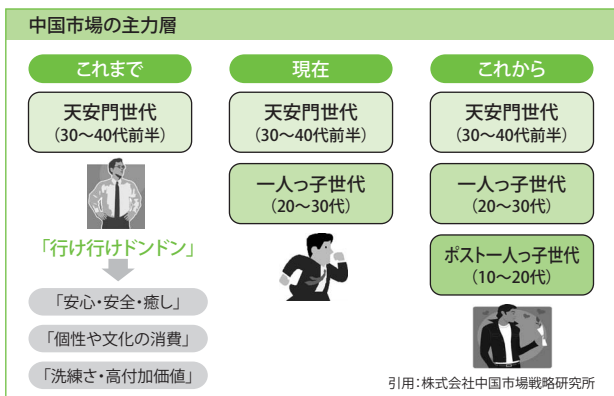 中国市場の主力層
これまで
天安門世代
(30〜40代前半)
「行け行けドンドン」
「安心・安全・癒し」
「個性や文化の消費」
「洗練さ・高付加価値」
現在
天安門世代
(30〜40代前半)
一人っ子世代
(20〜30代)
これから
天安門世代
(30〜40代前半)
一人っ子世代
(20〜30代)
ポスト一人っ子世代
(10〜20代)
引用：株式会社中国市場戦略研究所